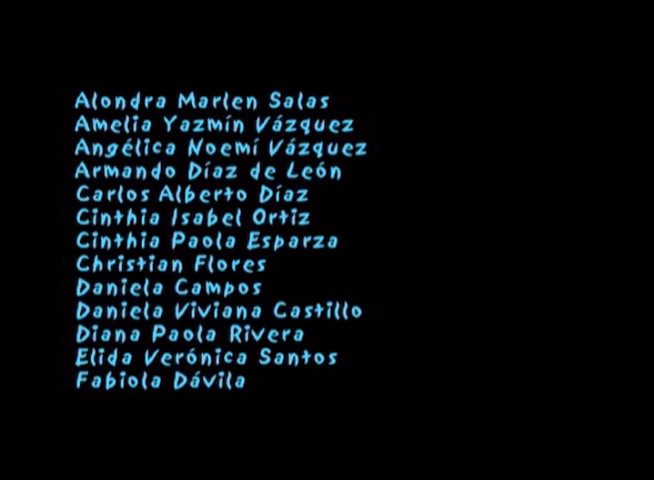 Alondra Marlen Salas
Amelia Yazmín Vázquez
Angélica Noemí Vázquez
Armando Díaz de León
Carlos Alberto Díaz
Cinthia Isabel Ortiz
Cinthia Paola Esparza
Christian Flores
Daniela Campos
Daniela Viviana Castillo
Diana Paola Rivera
Elida Verónica Santos
Fabiola Dávila